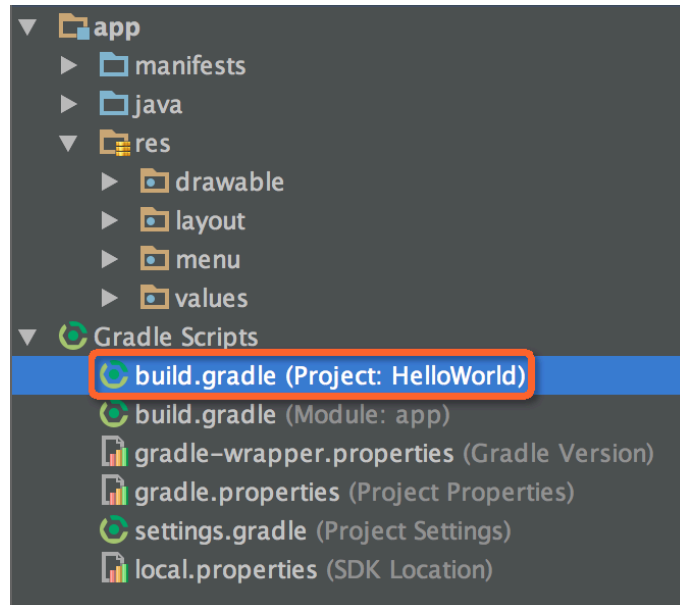 app
manifests
java
res
drawable
layout
menu
values
Gradle Scripts
build.gradle (Project: HelloWorld)
build.gradle (Module: app)
gradle-wrapper.properties (Gradle Version)
gradle.properties (Project Properties)
settings.gradle (Project Settings)
local.properties (SDK Location)